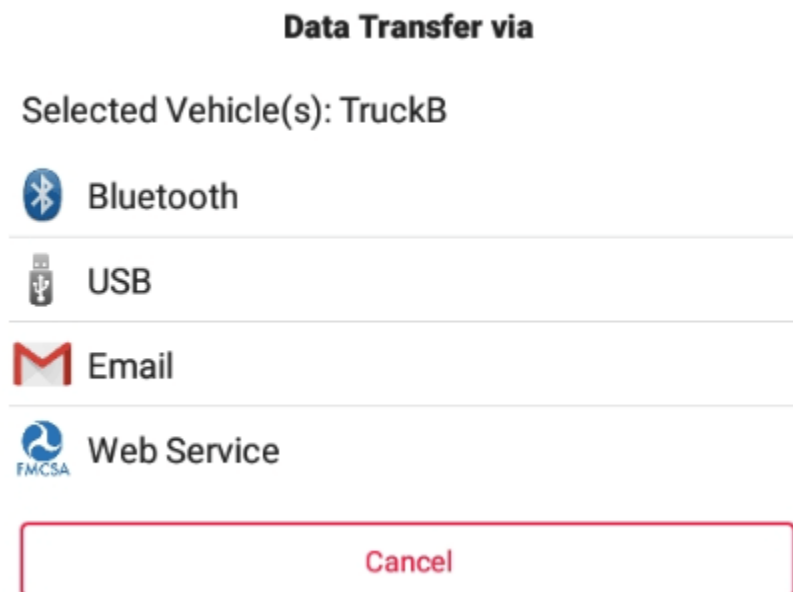 Data Transfer via
Selected Vehicle(s): TruckB
Bluetooth
USB
Email
Web Service
FMCSA
Cancel